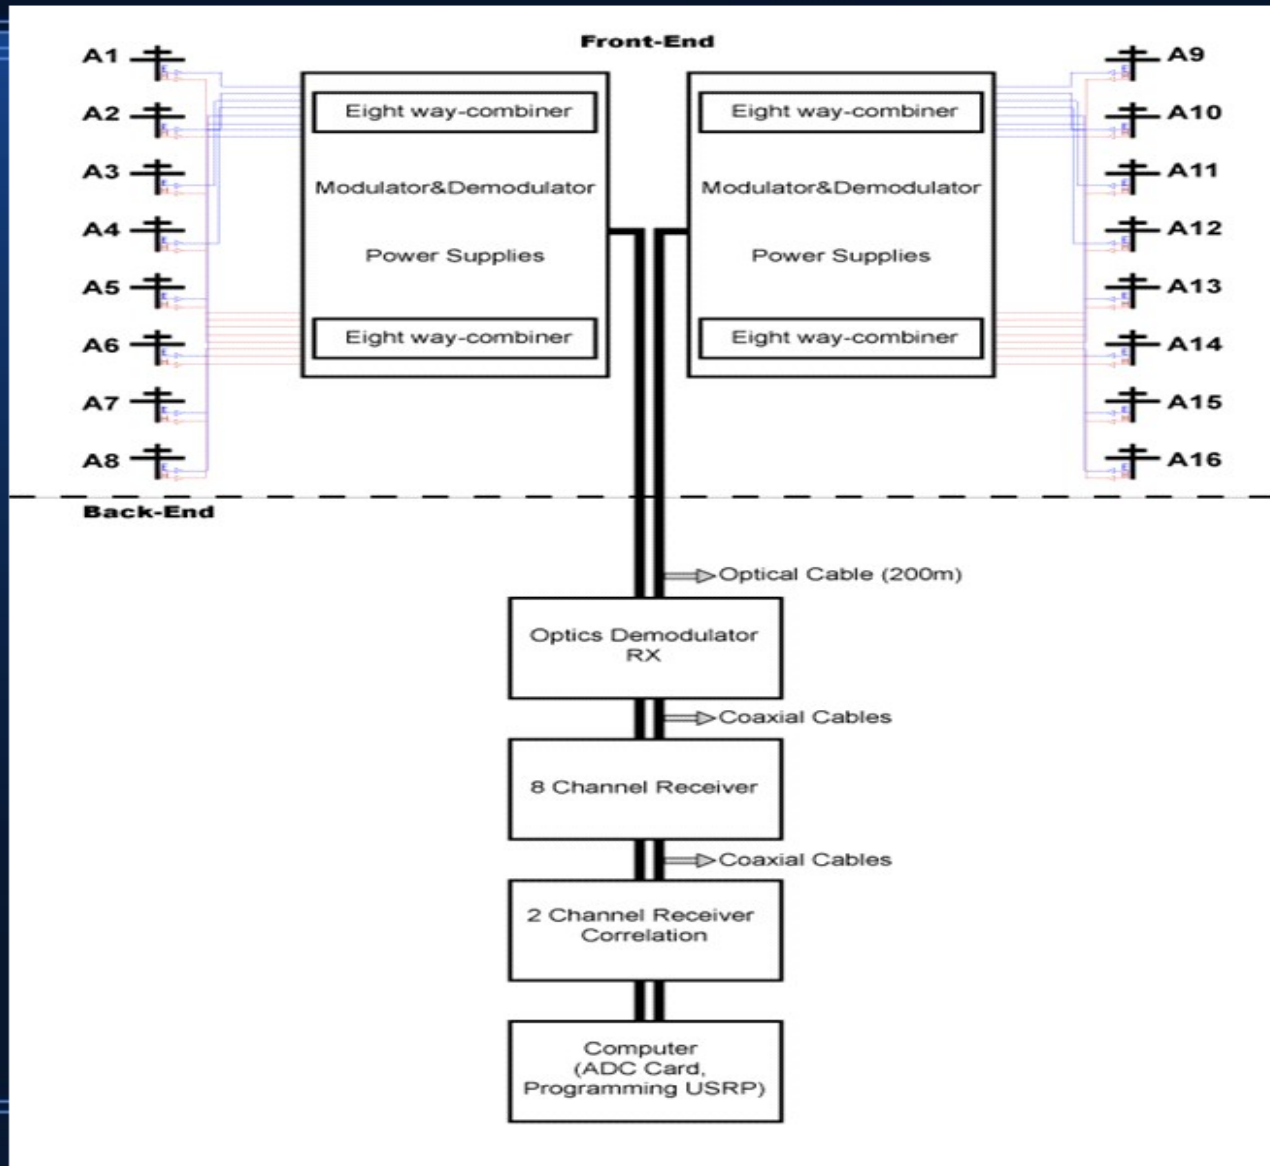 Front-End
A1
A2
A3
A4
A5
A6
A7
A8
Eight way-combiner
Modulator&Demodulator
Power Supplies
Eight way-combiner
Eight way-combiner
Modulator&Demodulator
Power Supplies
Eight way-combiner
A9
A10
A11
A12
A13
A14
A15
A16
Back-End
Optical Cable (200m)
Optics Demodulator
RX
Coaxial Cables
8 Channel Receiver
Coaxial Cables
2 Channel Receiver
Correlation
Computer
(ADC Card,
Programming USRP)